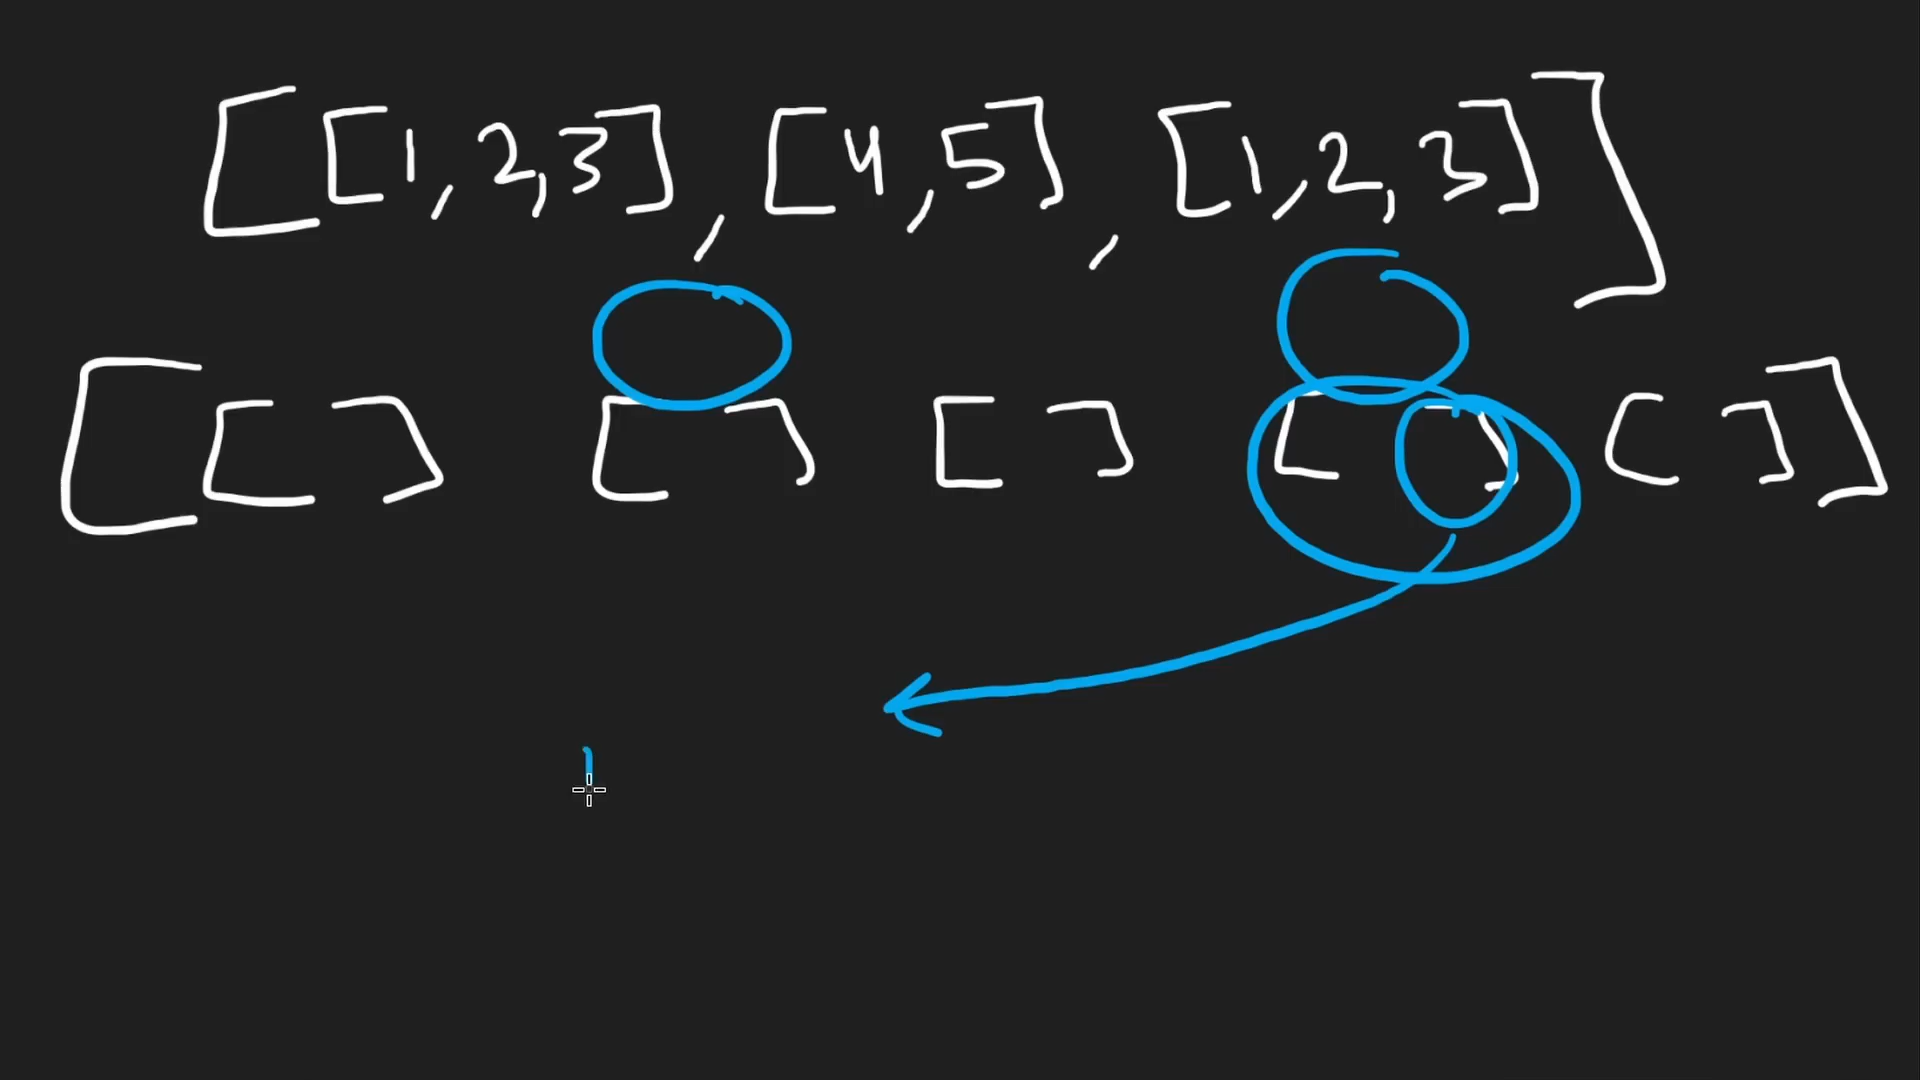 [[1,2,3],[4,5],[1,2,3]]
[[ ] [ ] [ ] [ ] [ ]]